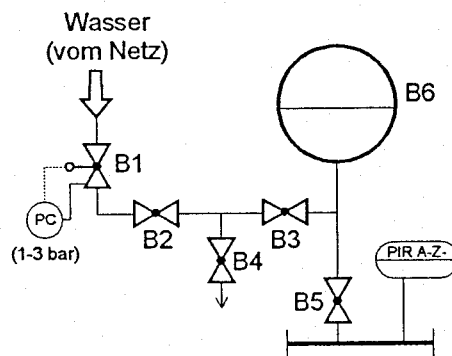 Wasser
(vom Netz)
B6
B1
PC
(1-3 bar)
B2
B3
B4
PIR A-Z-
B5